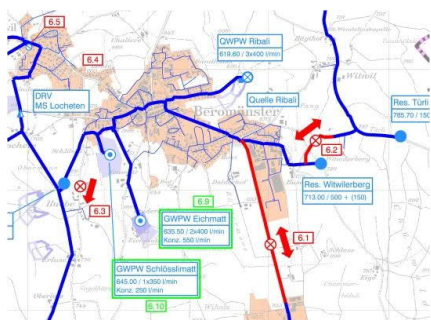 6.5
6.4
QWPW Ribali
619.60 / 3x400 l/min
DRV
MS Locheten
Quelle Ribali
Witwil
Beromünster
Res. Türli
765.70 / 150
6.2
Res. Witwilerberg
713.00 / 500 + (150)
6.3
6.9
GWPW Eichmatt
635.50 / 2x400 l/min
Konz. 550 l/min
6.1
GWPW Schlösslimatt
645.00 / 1x350 l/min
Konz. 250 l/min
6.10